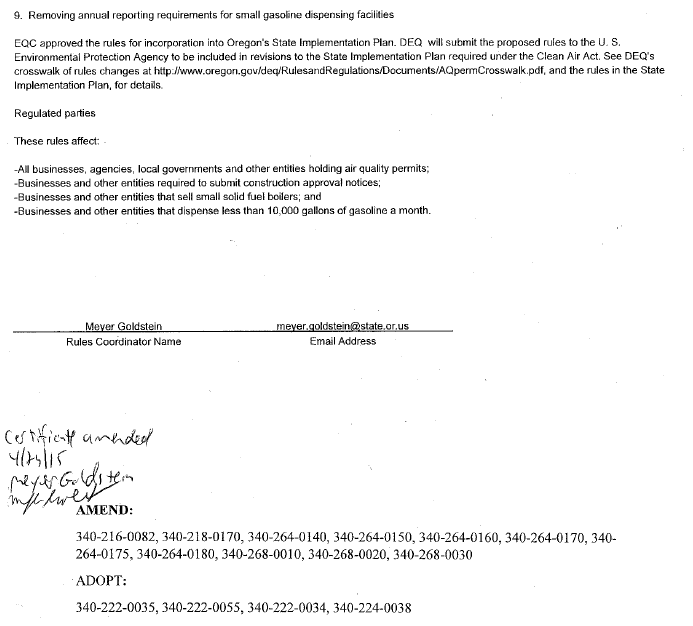 9. Removing annual reporting requirements for small gasoline dispensing facilities
EQC approved the rules for incorporation into Oregon's State Implementation Plan. DEQ will submit the proposed rules to the U. S.
Environmental Protection Agency to be included in revisions to the State Implementation Plan required under the Clean Air Act. See DEQ's
crosswalk of rules changes at http://www.oregon.gov/deq/RulesandRegulations/Documents/AQpermCrosswalk.pdf, and the rules in the State
Implementation Plan, for details.
Regulated parties
These rules affect:
-All businesses, agencies, local governments and other entities holding air quality permits;
-Businesses and other entities required to submit construction approval notices;
-Businesses and other entities that sell small solid fuel boilers; and
-Businesses and other entities that dispense less than 10,000 gallons of gasoline a month.
Meyer Goldstein meyer.goldstein@state.or.us
Rules Coordinator Name Email Address
Certificate amended
Meyer Goldstein
AMEND:
340-216-0082, 340-218-0170, 340-264-0140, 340-264-0150, 340-264-0160, 340-264-0170, 340-
264-0175, 340-264-0180, 340-268-0010, 340-268-0020, 340-268-0030
ADOPT:
340-222-0035, 340-222-0055, 340-222-0034, 340-224-0038